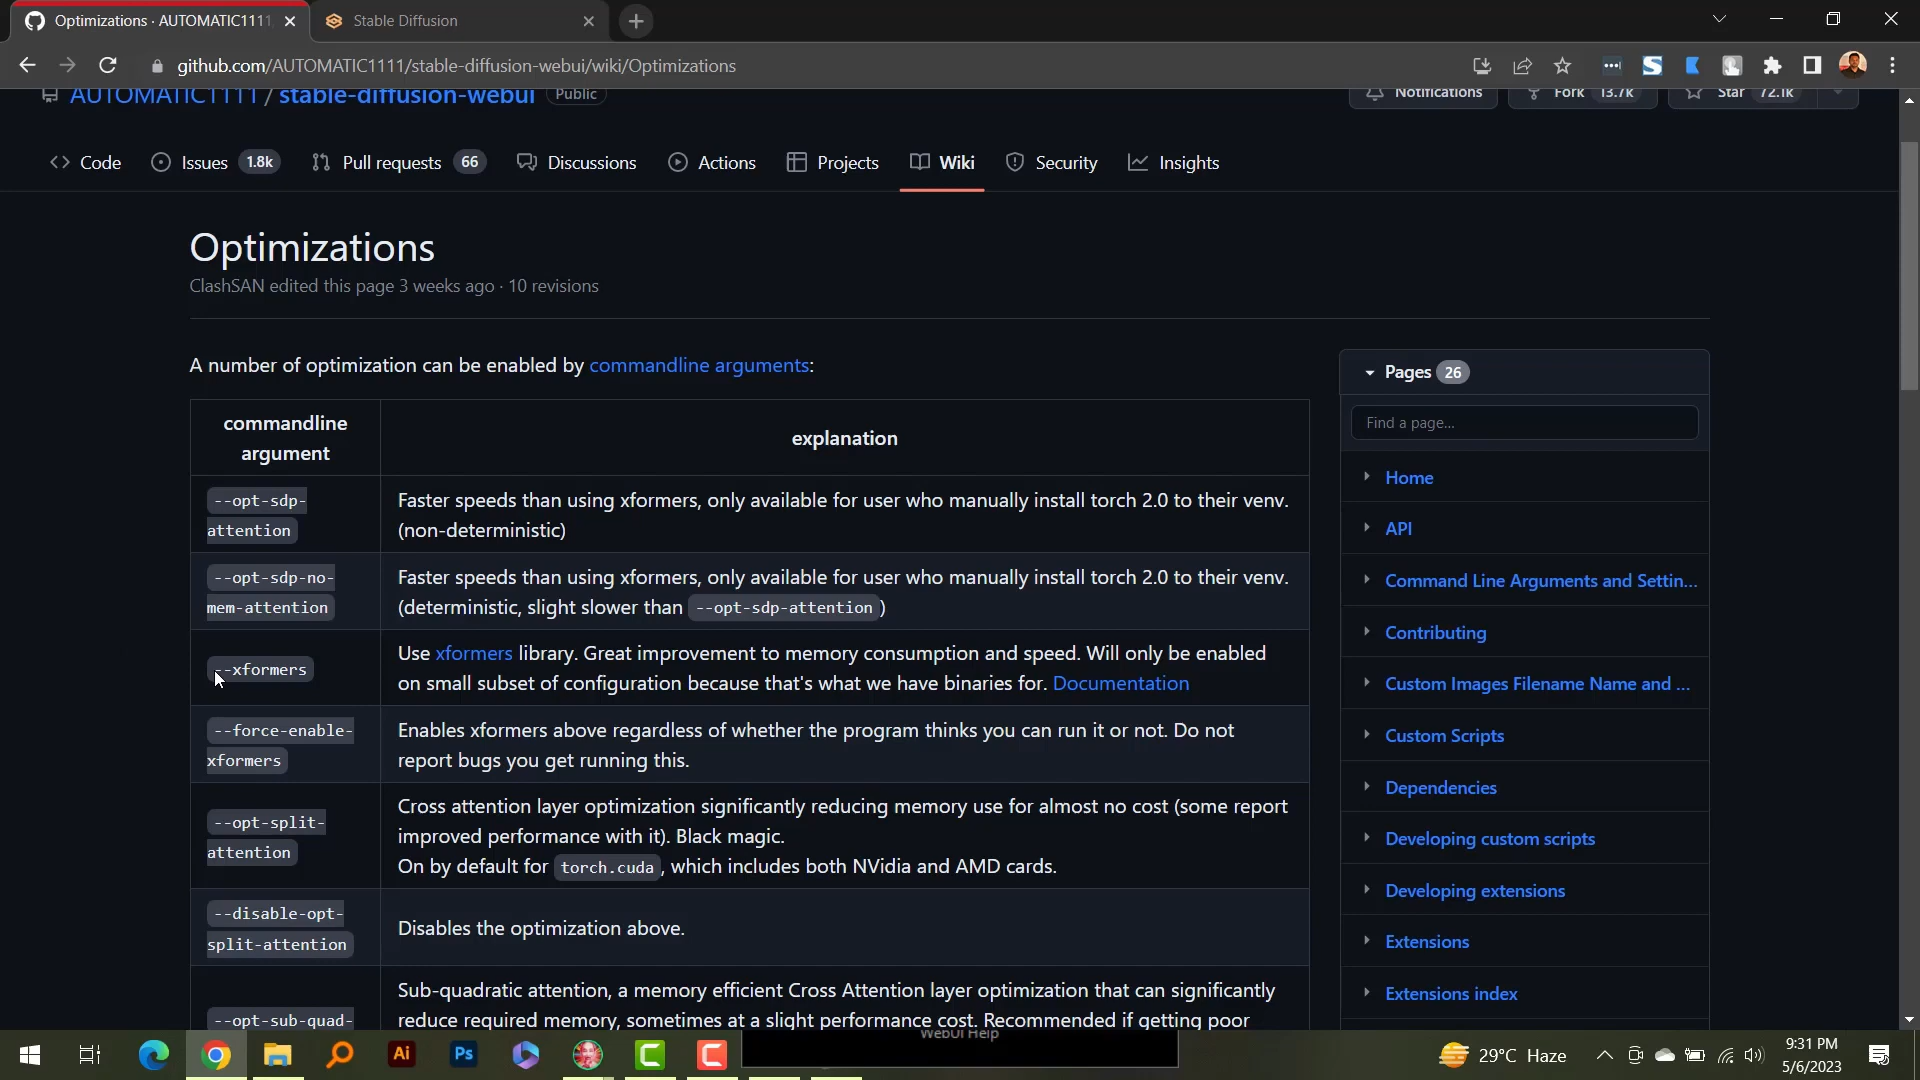 Optimizations · AUTOMATIC1111
Stable Diffusion
github.com/AUTOMATIC1111/stable-diffusion-webui/wiki/Optimizations
AUTOMATIC1111 / stable-diffusion-webui Public
Notifications
Fork 13.7k
Star 72.1k
Code
Issues 1.8k
Pull requests 66
Discussions
Actions
Projects
Wiki
Security
Insights
Optimizations
ClashSAN edited this page 3 weeks ago · 10 revisions
A number of optimization can be enabled by commandline arguments:
commandline
argument
explanation
--opt-sdp-
attention
Faster speeds than using xformers, only available for user who manually install torch 2.0 to their venv.
(non-deterministic)
--opt-sdp-no-
mem-attention
Faster speeds than using xformers, only available for user who manually install torch 2.0 to their venv.
(deterministic, slight slower than --opt-sdp-attention )
--xformers
Use xformers library. Great improvement to memory consumption and speed. Will only be enabled
on small subset of configuration because that's what we have binaries for. Documentation
--force-enable-
xformers
Enables xformers above regardless of whether the program thinks you can run it or not. Do not
report bugs you get running this.
--opt-split-
attention
Cross attention layer optimization significantly reducing memory use for almost no cost (some report
improved performance with it). Black magic.
On by default for torch.cuda , which includes both NVidia and AMD cards.
--disable-opt-
split-attention
Disables the optimization above.
--opt-sub-quad-
Sub-quadratic attention, a memory efficient Cross Attention layer optimization that can significantly
reduce required memory, sometimes at a slight performance cost. Recommended if getting poor
Pages 26
Find a page...
Home
API
Command Line Arguments and Settin...
Contributing
Custom Images Filename Name and ...
Custom Scripts
Dependencies
Developing custom scripts
Developing extensions
Extensions
Extensions index
WebUI Help
Ai
Ps
29°C Haze
9:31 PM
5/6/2023